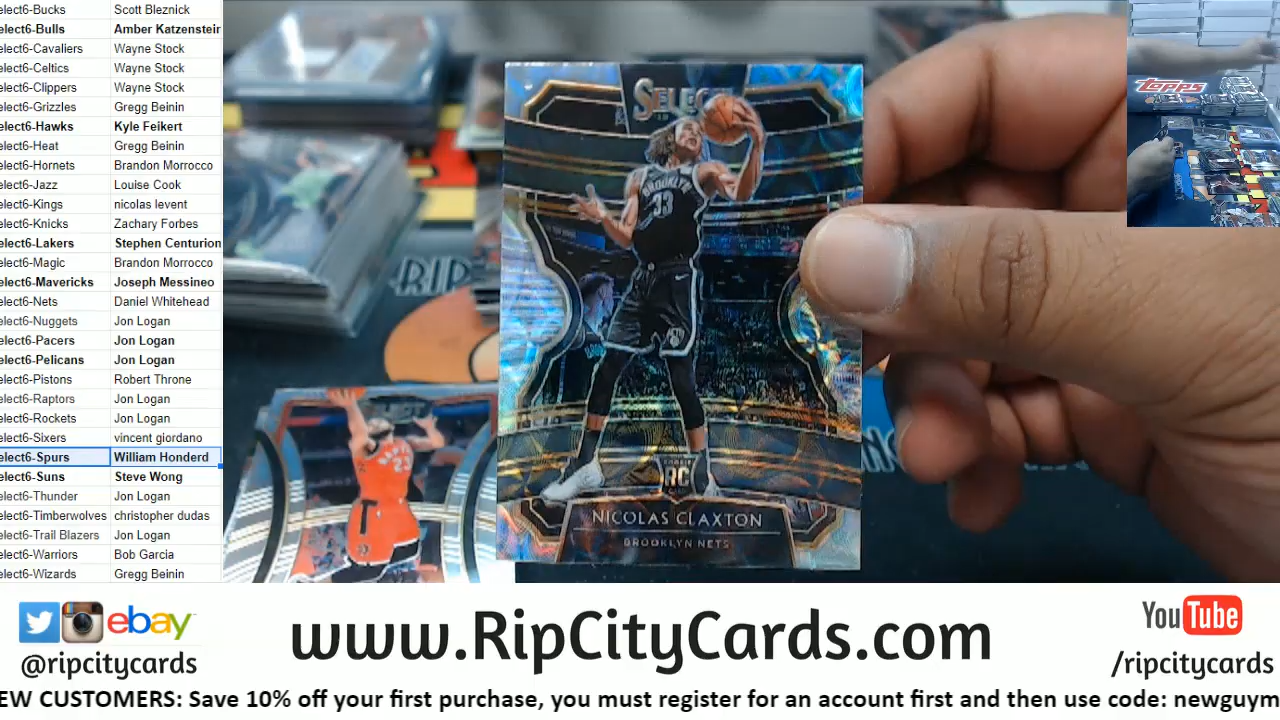 elect6-Bucks Scott Bleznick
elect6-Bulls Amber Katzenstein
elect6-Cavaliers Wayne Stock
elect6-Celtics Wayne Stock
elect6-Clippers Wayne Stock
elect6-Grizzles Gregg Beinin
elect6-Hawks Kyle Feikert
elect6-Heat Gregg Beinin
elect6-Hornets Brandon Morrocco
elect6-Jazz Louise Cook
elect6-Kings nicolas levent
elect6-Knicks Zachary Forbes
elect6-Lakers Stephen Centurion
elect6-Magic Brandon Morrocco
elect6-Mavericks Joseph Messineo
elect6-Nets Daniel Whitehead
elect6-Nuggets Jon Logan
elect6-Pacers Jon Logan
elect6-Pelicans Jon Logan
elect6-Pistons Robert Throne
elect6-Raptors Jon Logan
elect6-Rockets Jon Logan
elect6-Sixers vincent giordano
elect6-Spurs William Honderd
elect6-Suns Steve Wong
elect6-Thunder Jon Logan
elect6-Timberwolves christopher dudas
elect6-Trail Blazers Jon Logan
elect6-Warriors Bob Garcia
elect6-Wizards Gregg Beinin
SELECT
BROOKLYN
33
RC
NICOLAS CLAXTON
BROOKLYN NETS
RIP
23
TOPPS
ebay
@ripcitycards
www.RipCityCards.com
YouTube
/ripcitycards
EW CUSTOMERS: Save 10% off your first purchase, you must register for an account first and then use code: newguym